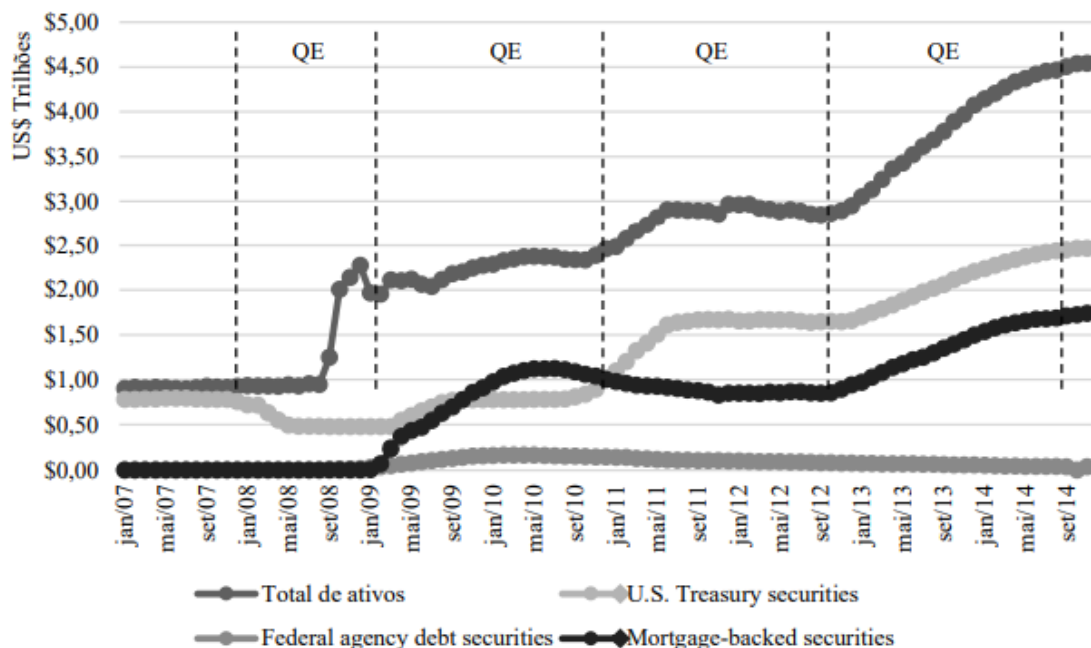 US$ Trilhões
$5,00
$4,50
$4,00
$3,50
$3,00
$2,50
$2,00
$1,50
$1,00
$0,50
$0,00
QE QE QE QE
jan/07 mai/07 set/07 jan/08 mai/08 set/08 jan/09 mai/09 set/09 jan/10 mai/10 set/10 jan/11 mai/11 set/11 jan/12 mai/12 set/12 jan/13 mai/13 set/13 jan/14 mai/14 set/14
Total de ativos U.S. Treasury securities
Federal agency debt securities Mortgage-backed securities